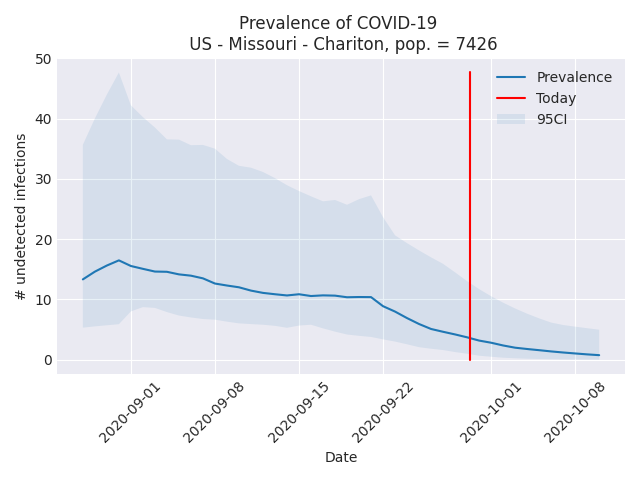 Prevalence of COVID-19
US - Missouri - Chariton, pop. = 7426
Prevalence
Today
95CI
# undetected infections
50
40
30
20
10
0
2020-09-01
2020-09-08
2020-09-15
2020-09-22
2020-10-01
2020-10-08
Date